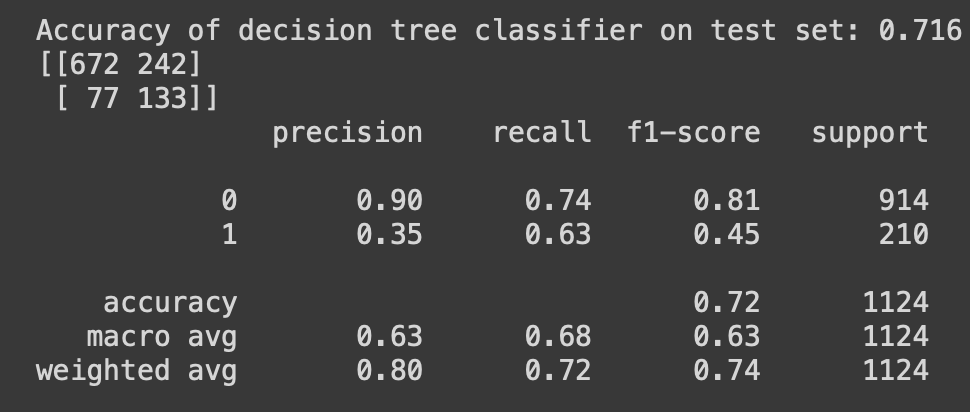 Accuracy of decision tree classifier on test set: 0.716
[[672 242]
 [ 77 133]]
              precision    recall  f1-score   support

           0       0.90      0.74      0.81       914
           1       0.35      0.63      0.45       210

    accuracy                           0.72      1124
   macro avg       0.63      0.68      0.63      1124
weighted avg       0.80      0.72      0.74      1124